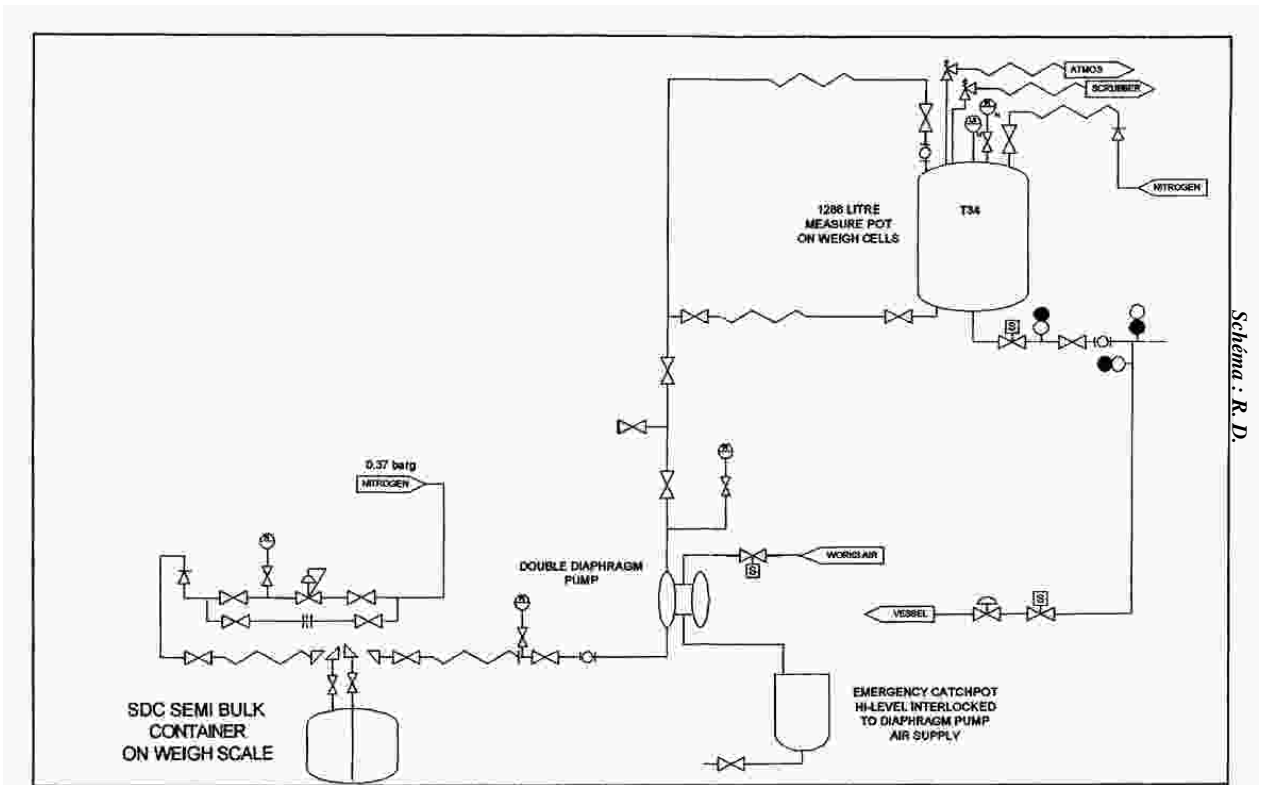 ATMOS
SCRUBBER
NITROGEN
T34
1286 LITRE
MEASURE POT
ON WEIGH CELLS
S
Schéma : R. D.
0.37 barg
NITROGEN
DOUBLE DIAPHRAGM
PUMP
WORKS AIR
S
S
VESSEL
SDC SEMI BULK
CONTAINER
ON WEIGH SCALE
EMERGENCY CATCHPOT
HI-LEVEL INTERLOCKED
TO DIAPHRAGM PUMP
AIR SUPPLY